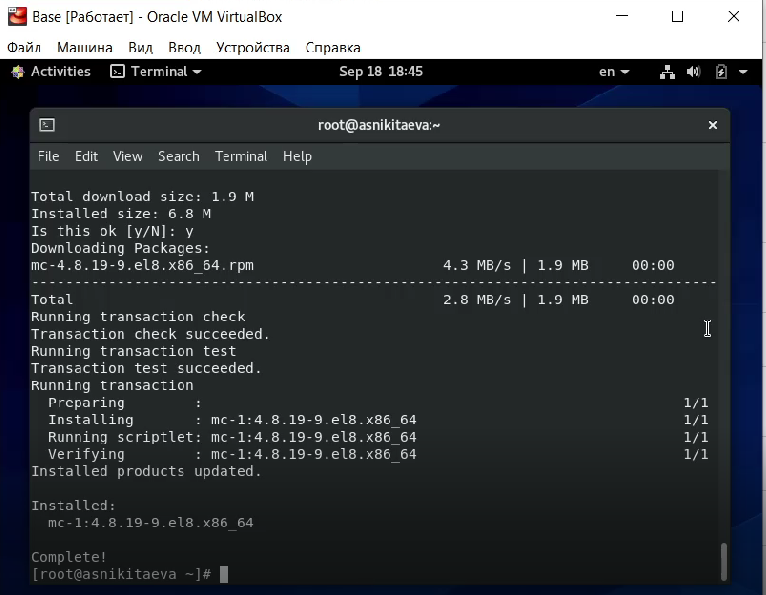 Base [Работает] - Oracle VM VirtualBox
Файл Машина Вид Ввод Устройства Справка
Activities Terminal Sep 18 18:45 en
root@asnikitaeva:~
File Edit View Search Terminal Help
Total download size: 1.9 M
Installed size: 6.8 M
Is this ok [y/N]: y
Downloading Packages:
mc-4.8.19-9.el8.x86_64.rpm 4.3 MB/s | 1.9 MB 00:00
--------------------------------------------------------------------------------
Total 2.8 MB/s | 1.9 MB 00:00
Running transaction check
Transaction check succeeded.
Running transaction test
Transaction test succeeded.
Running transaction
Preparing : 1/1
Installing : mc-1:4.8.19-9.el8.x86_64 1/1
Running scriptlet: mc-1:4.8.19-9.el8.x86_64 1/1
Verifying : mc-1:4.8.19-9.el8.x86_64 1/1
Installed products updated.
Installed:
mc-1:4.8.19-9.el8.x86_64
Complete!
[root@asnikitaeva ~]#